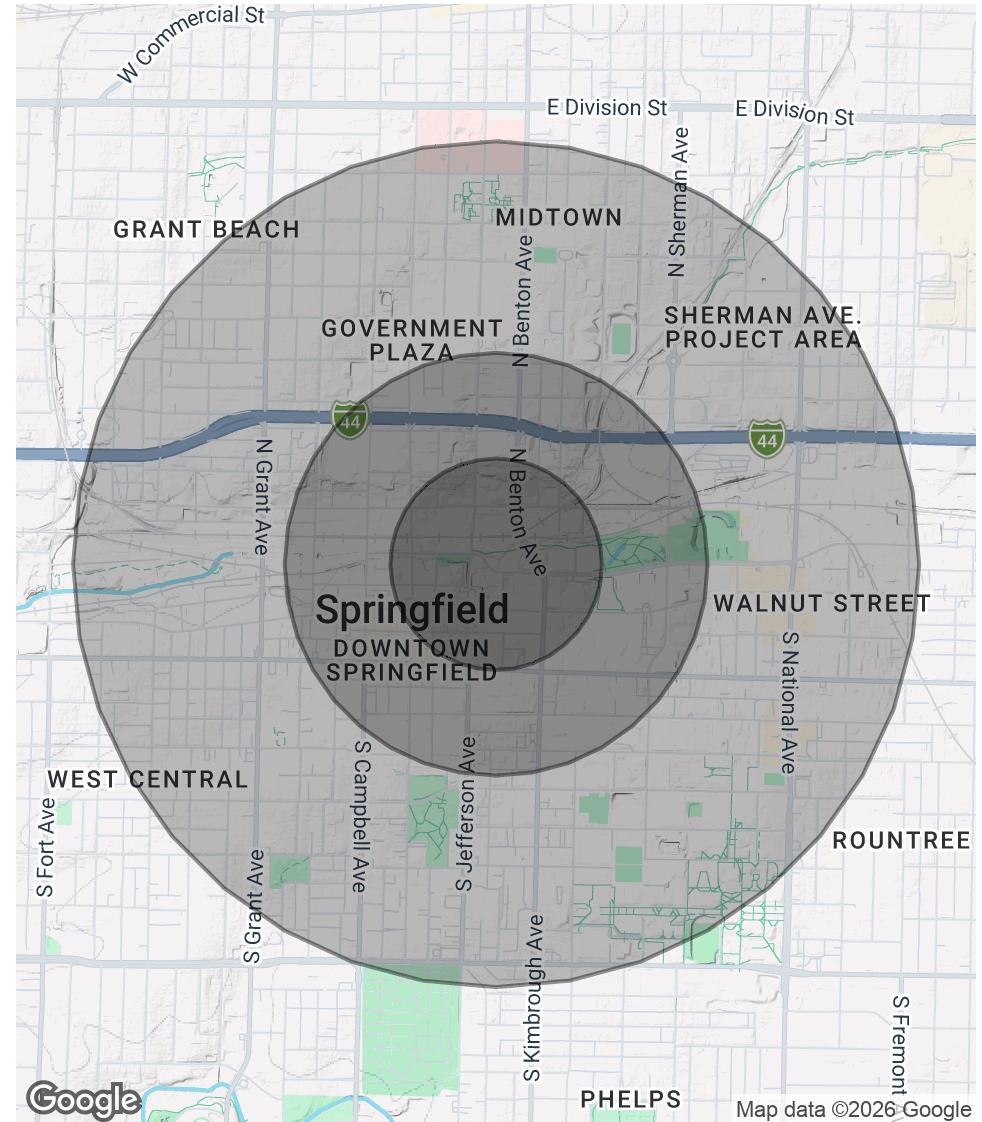 W Commercial St
E Division St
E Division St
N Sherman Ave
GRANT BEACH
MIDTOWN
N Benton Ave
SHERMAN AVE.
PROJECT AREA
GOVERNMENT
PLAZA
44
44
N Grant Ave
N Benton Ave
Springfield
WALNUT STREET
DOWNTOWN
SPRINGFIELD
S National Ave
WEST CENTRAL
S Campbell Ave
S Jefferson Ave
S Fort Ave
ROUNTREE
S Grant Ave
S Kimbrough Ave
S Fremont
PHELPS
Google
Map data ©2026 Google